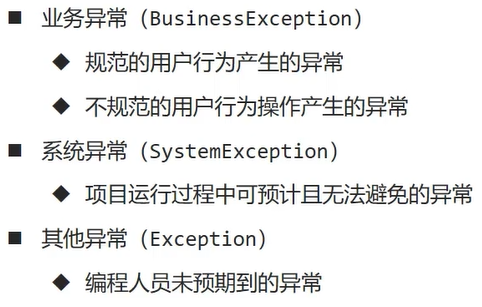 ■ 业务异常（BusinessException）
◆ 规范的用户行为产生的异常
◆ 不规范的用户行为操作产生的异常
■ 系统异常（SystemException）
◆ 项目运行过程中可预计且无法避免的异常
■ 其他异常（Exception）
◆ 编程人员未预期到的异常